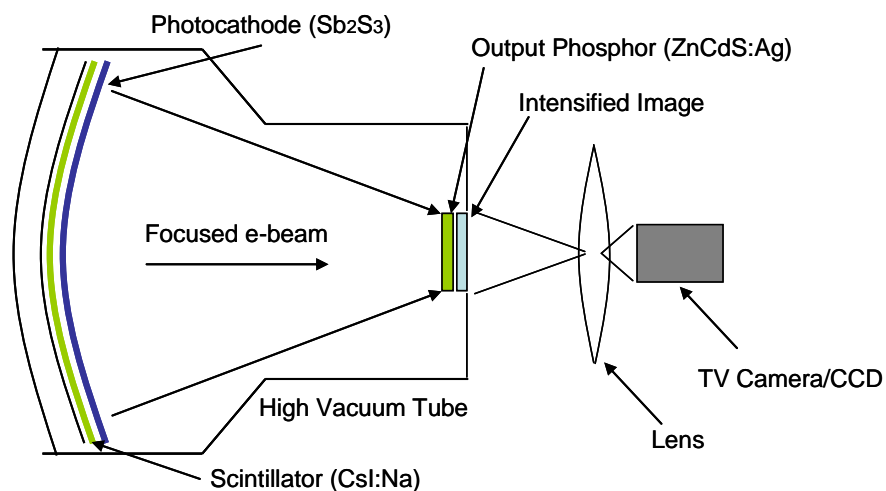 Photocathode (Sb2S3)
Output Phosphor (ZnCdS:Ag)
Intensified Image
Focused e-beam
TV Camera/CCD
High Vacuum Tube
Lens
Scintillator (CsI:Na)